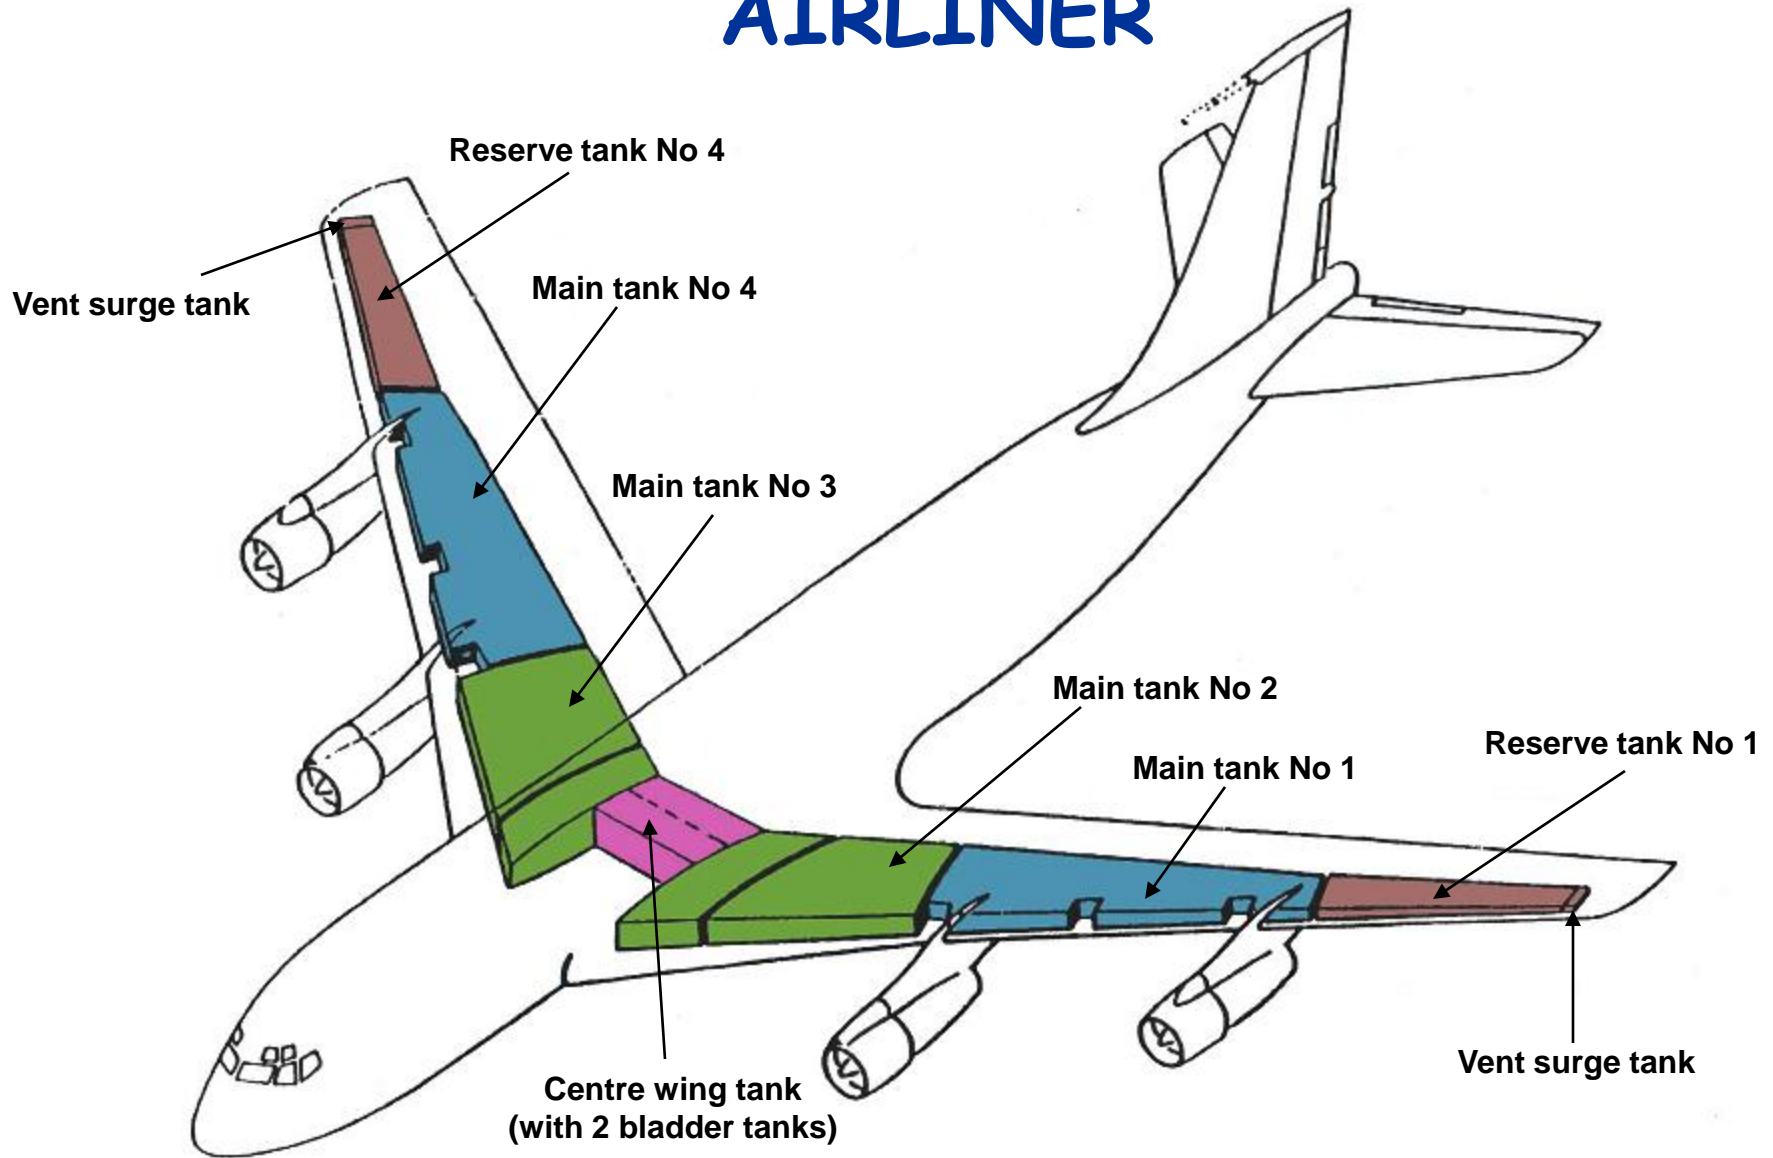 AIRLINER
Reserve tank No 4
Vent surge tank
Main tank No 4
Main tank No 3
Main tank No 2
Main tank No 1
Reserve tank No 1
Vent surge tank
Centre wing tank
(with 2 bladder tanks)